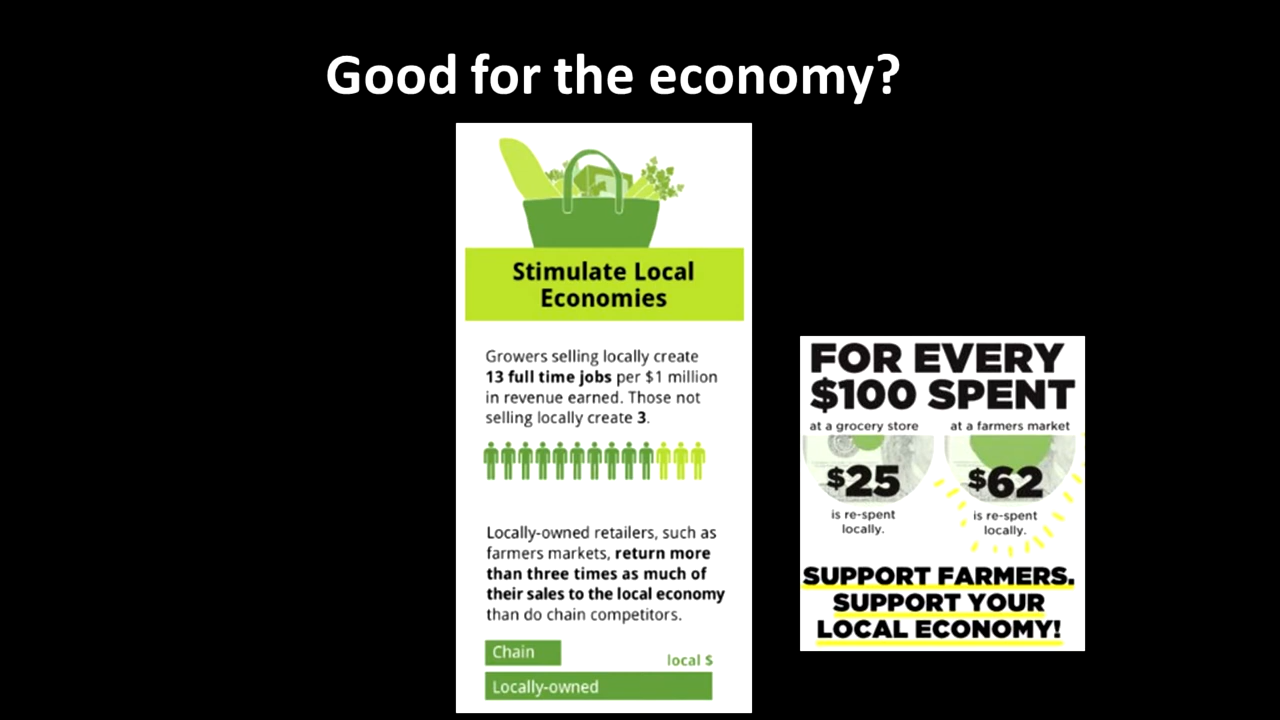 Good for the economy?
Stimulate Local
Economies
Growers selling locally create
13 full time jobs per $1 million
in revenue earned. Those not
selling locally create 3.
Locally-owned retailers, such as
farmers markets, return more
than three times as much of
their sales to the local economy
than do chain competitors.
Chain
local $
Locally-owned
FOR EVERY
$100 SPENT
at a grocery store
at a farmers market
$25
$62
is re-spent
locally.
is re-spent
locally.
SUPPORT FARMERS.
SUPPORT YOUR
LOCAL ECONOMY!